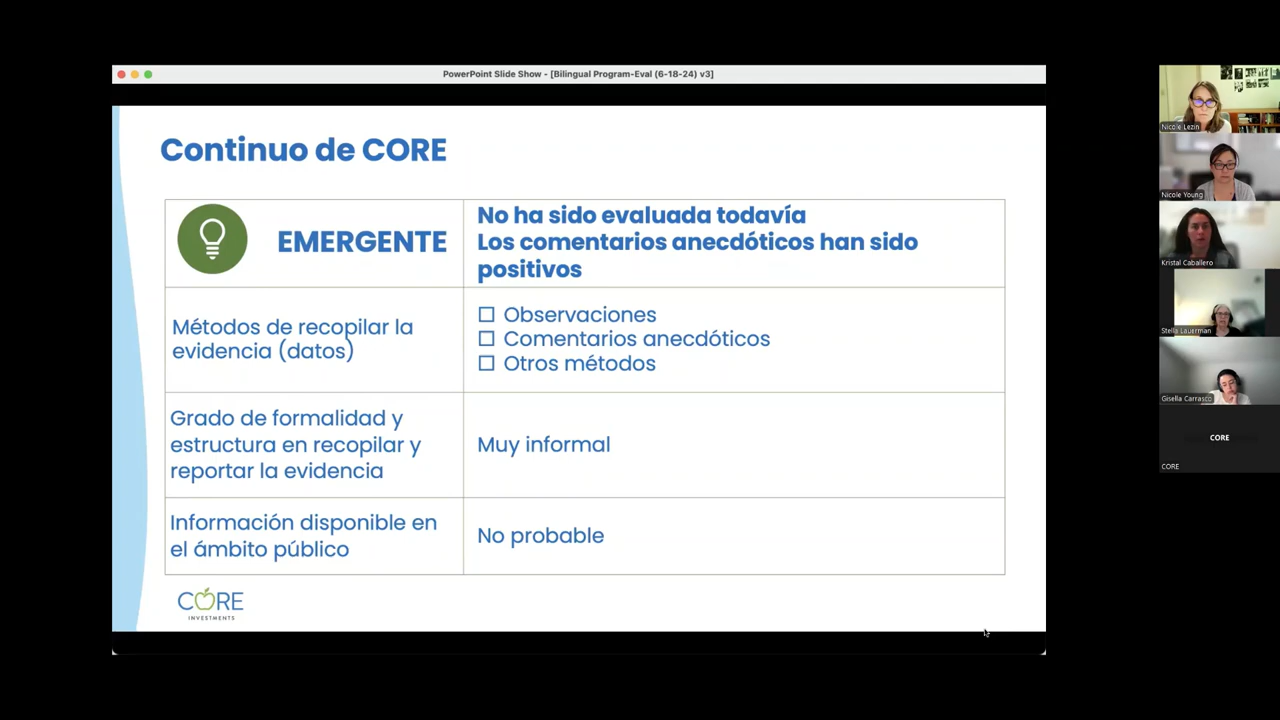 PowerPoint Slide Show - [Bilingual Program-Eval (6-18-24) v3]
Continuo de CORE
EMERGENTE
No ha sido evaluada todavía
Los comentarios anecdóticos han sido
positivos
Métodos de recopilar la
evidencia (datos)
☐ Observaciones
☐ Comentarios anecdóticos
☐ Otros métodos
Grado de formalidad y
estructura en recopilar y
reportar la evidencia
Muy informal
Información disponible en
el ámbito público
No probable
CORE
INVESTMENTS
Nicole Lezin
Nicole Young
Kristal Caballero
Stella Lauerman
Gisella Carrasco
CORE
CORE